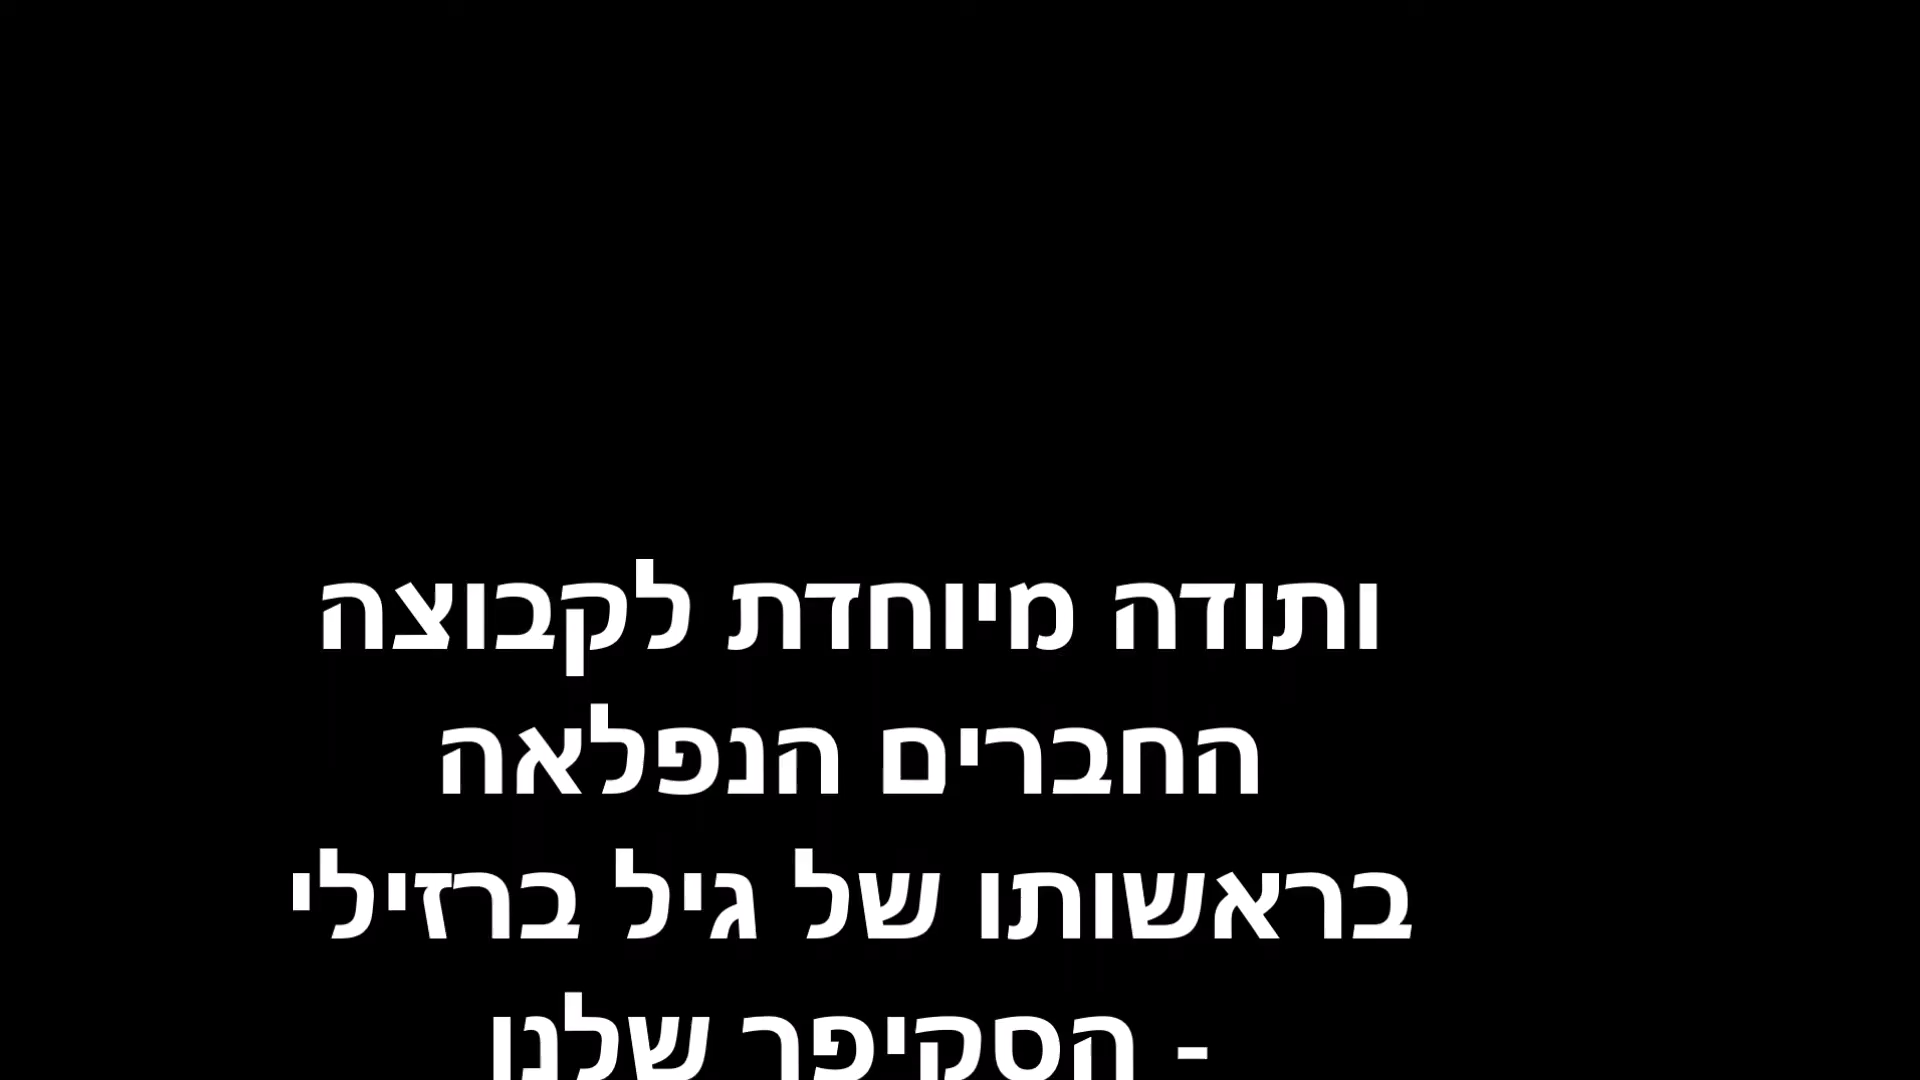 ותודה מיוחדת לקבוצה
החברים הנפלאה
בראשותו של גיל ברזילי
- הסקיפר שלנו